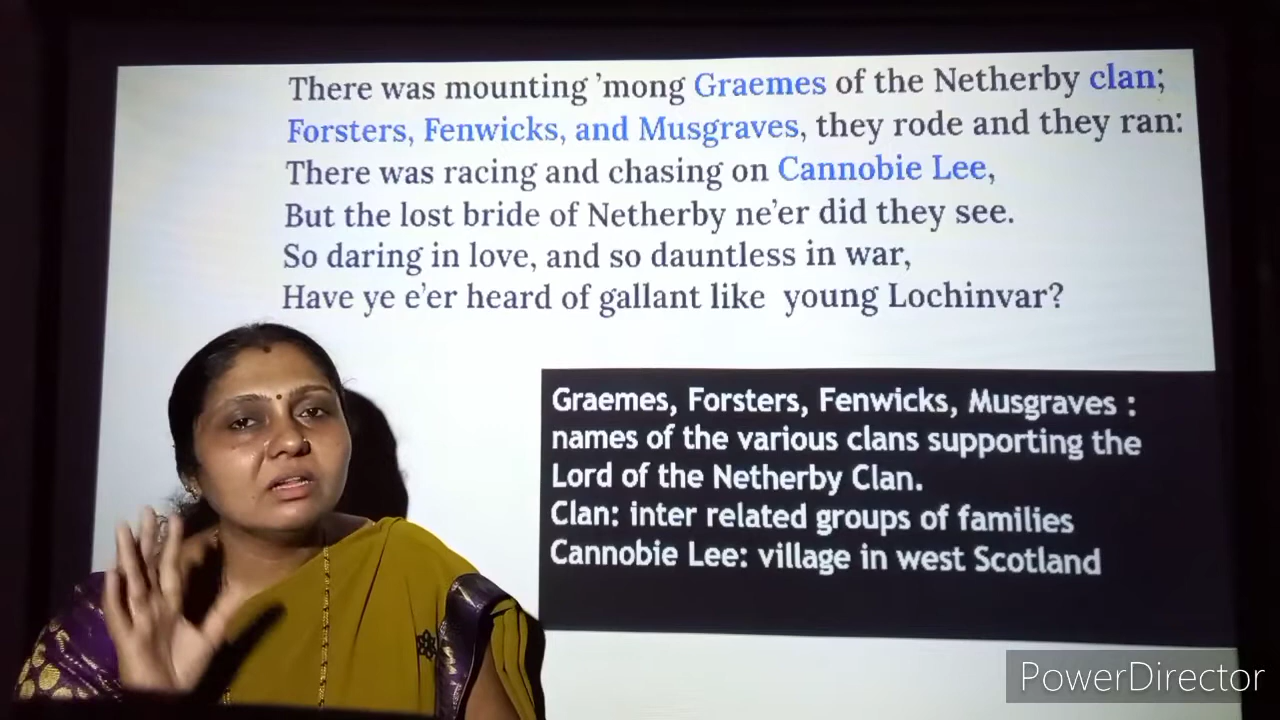 There was mounting ’mong Graemes of the Netherby clan;
Forsters, Fenwicks, and Musgraves, they rode and they ran:
There was racing and chasing on Cannobie Lee,
But the lost bride of Netherby ne’er did they see.
So daring in love, and so dauntless in war,
Have ye e’er heard of gallant like young Lochinvar?
Graemes, Forsters, Fenwicks, Musgraves :
names of the various clans supporting the
Lord of the Netherby Clan.
Clan: inter related groups of families
Cannobie Lee: village in west Scotland
PowerDirector